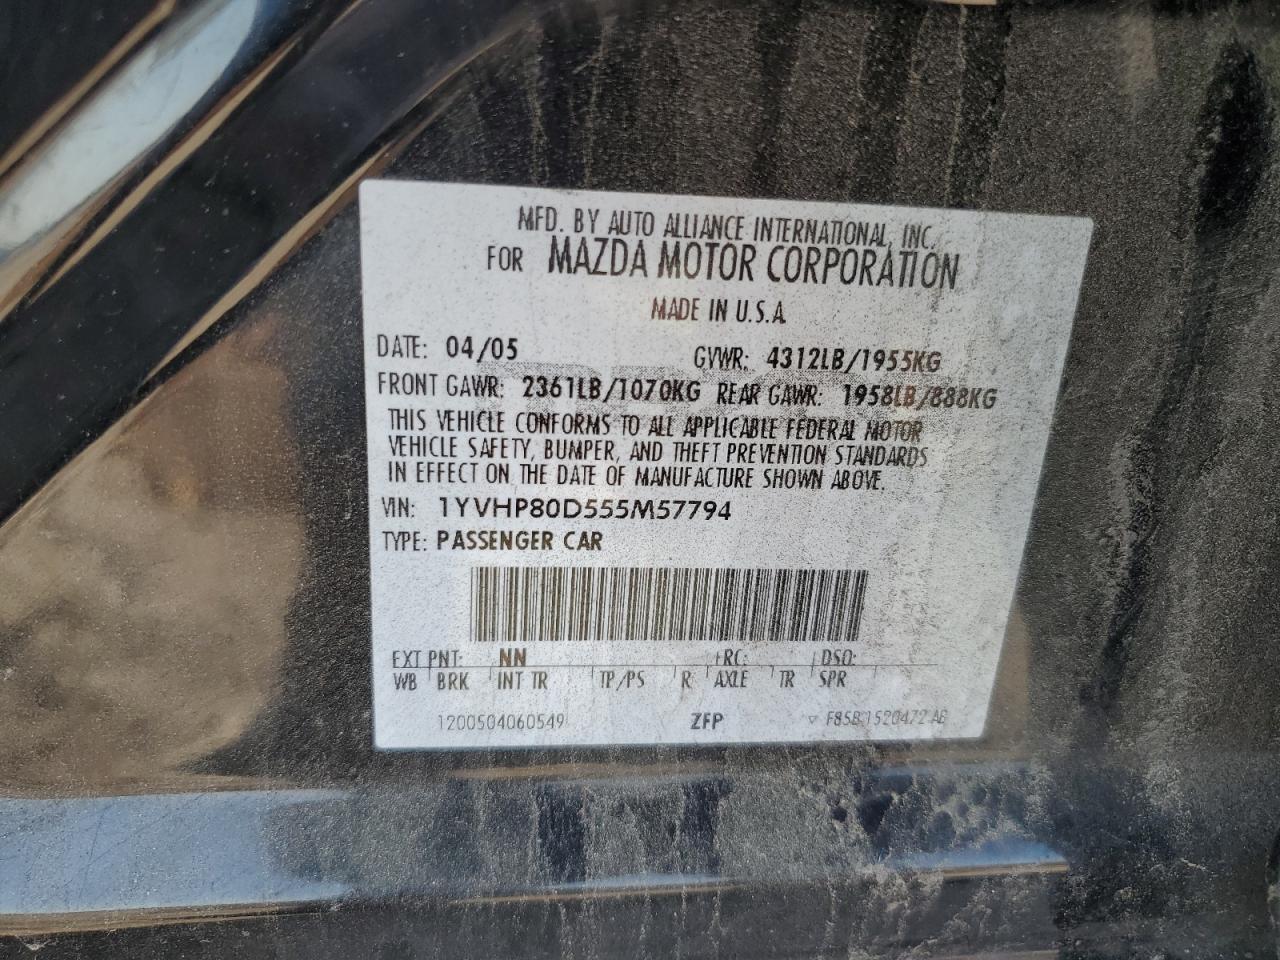 MFD. BY AUTO ALLIANCE INTERNATIONAL, INC.
FOR MAZDA MOTOR CORPORATION
MADE IN U.S.A
DATE: 04/05 GVWR: 4312LB/1955KG
FRONT GAWR: 2361LB/1070KG REAR GAWR: 1958LB/888KG
THIS VEHICLE CONFORMS TO ALL APPLICABLE FEDERAL MOTOR
VEHICLE SAFETY, BUMPER, AND THEFT PREVENTION STANDARDS
IN EFFECT ON THE DATE OF MANUFACTURE SHOWN ABOVE.
VIN: 1YVHP80D555M57794
TYPE: PASSENGER CAR
EXT PNT: NN RC: DSO:
WB BRK INT TR TP/PS R AXLE TR SPR
1200504060549 ZFP ▽ F85B 1520472 AB